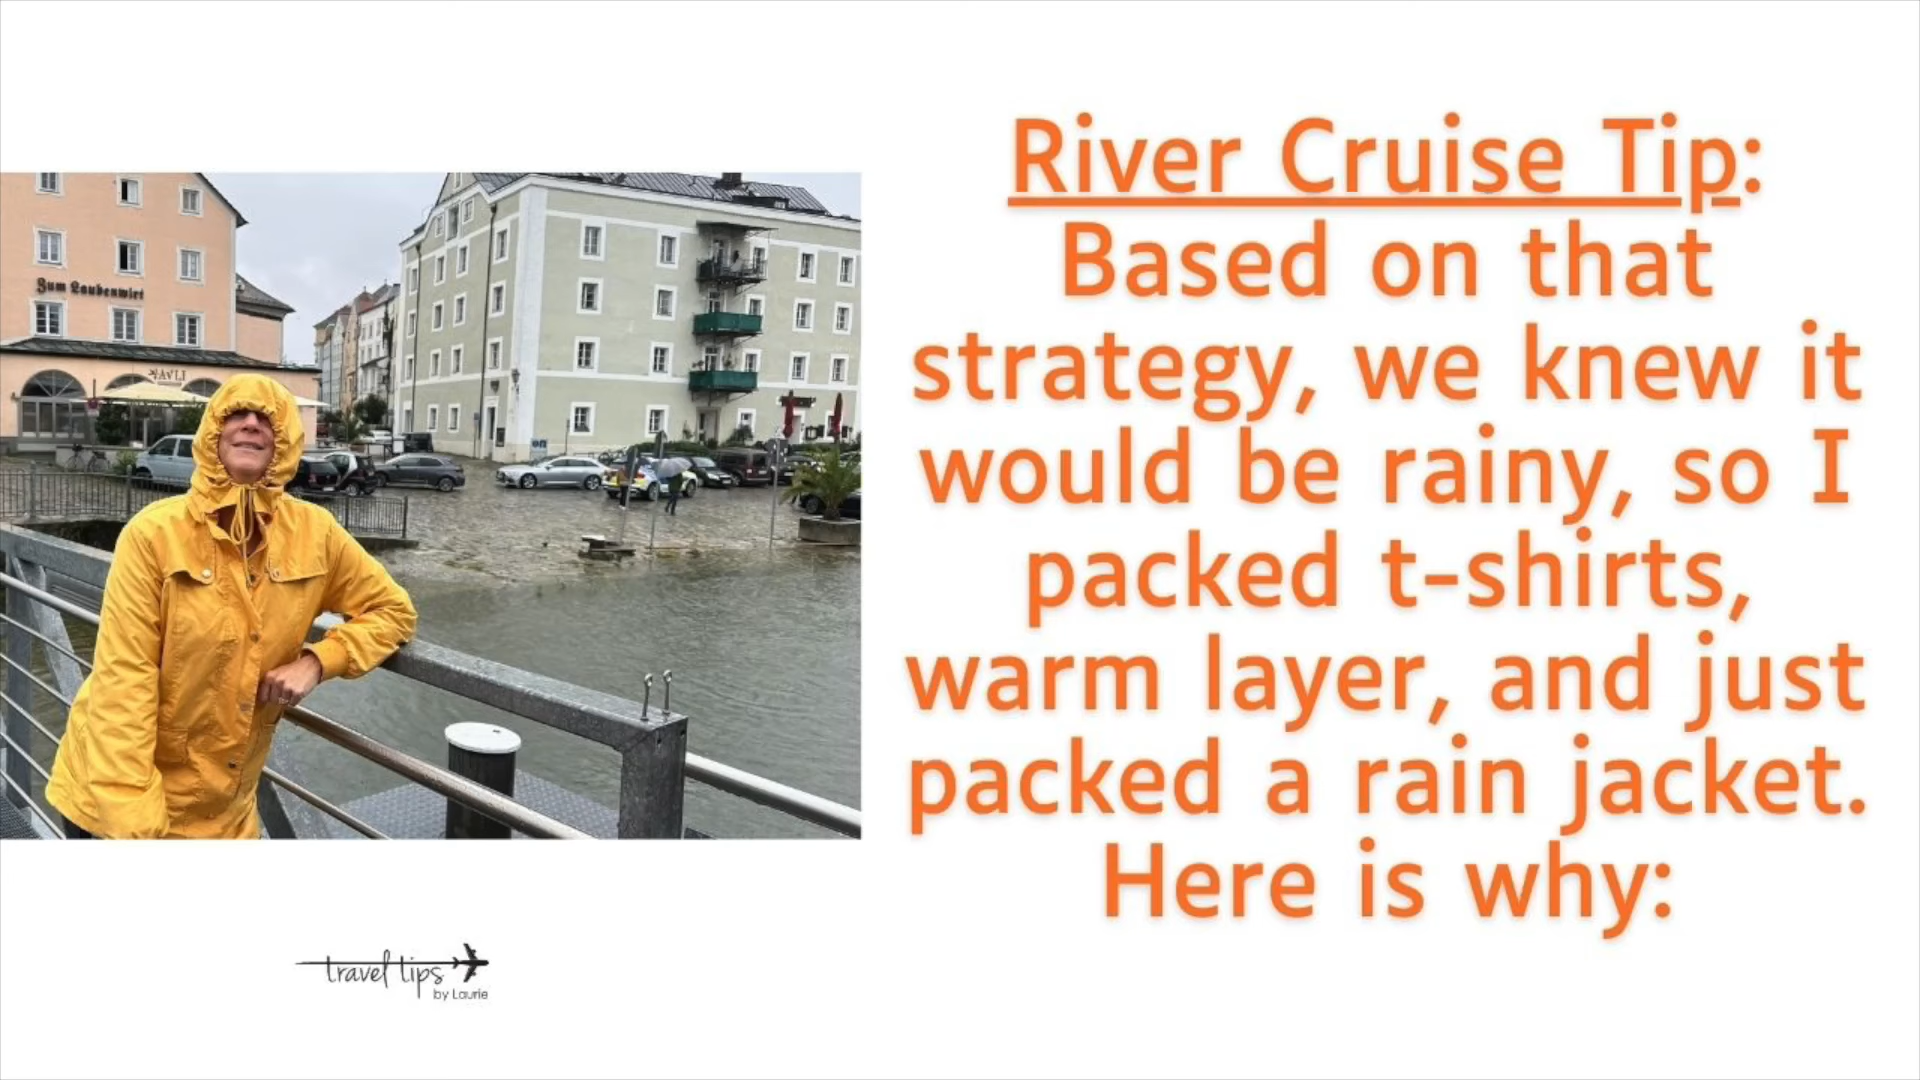 River Cruise Tip:
Based on that
strategy, we knew it
would be rainy, so I
packed t-shirts,
warm layer, and just
packed a rain jacket.
Here is why:
Zum Laubenwirt
travel tips
by Laurie